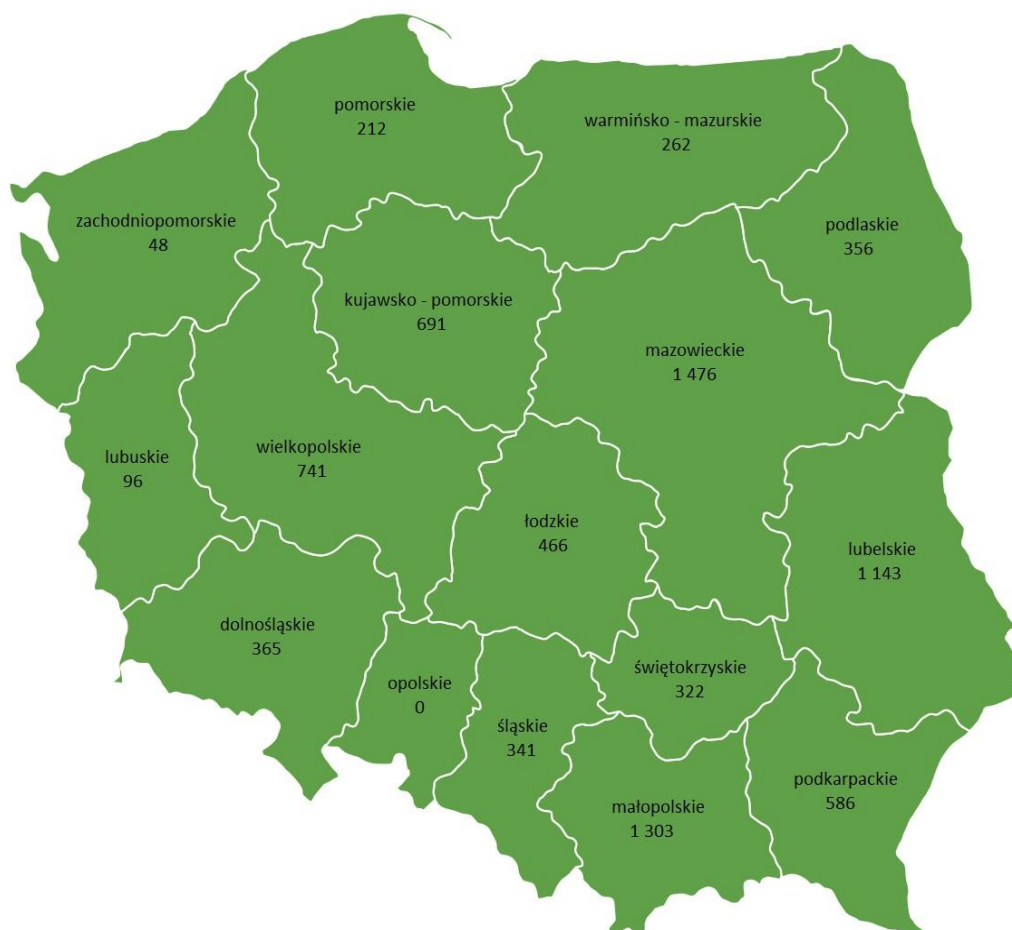 pomorskie
212
warmińsko - mazurskie
262
zachodniopomorskie
48
podlaskie
356
kujawsko - pomorskie
691
mazowieckie
1 476
lubuskie
96
wielkopolskie
741
łodzkie
466
lubelskie
1 143
dolnośląskie
365
opolskie
0
śląskie
341
świętokrzyskie
322
małopolskie
1 303
podkarpackie
586